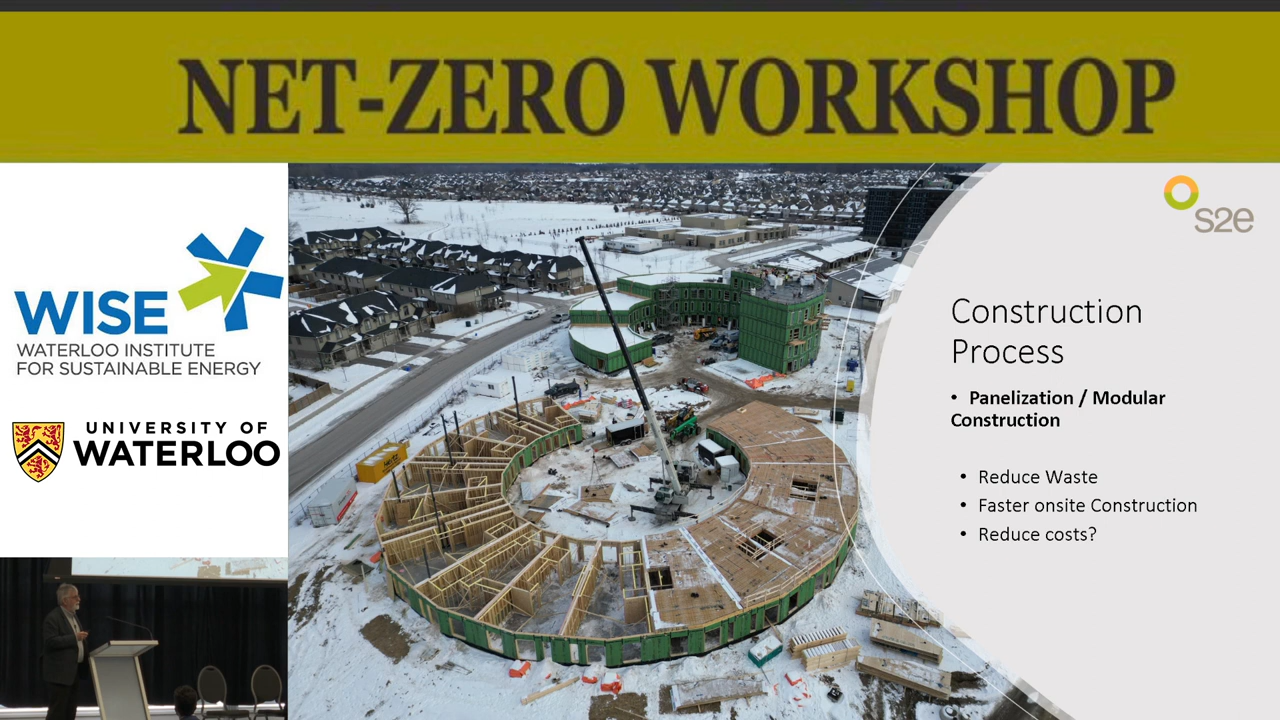 NET-ZERO WORKSHOP
WISE
WATERLOO INSTITUTE
FOR SUSTAINABLE ENERGY
UNIVERSITY OF
WATERLOO
s2e
Construction
Process
• Panelization / Modular
Construction
• Reduce Waste
• Faster onsite Construction
• Reduce costs?